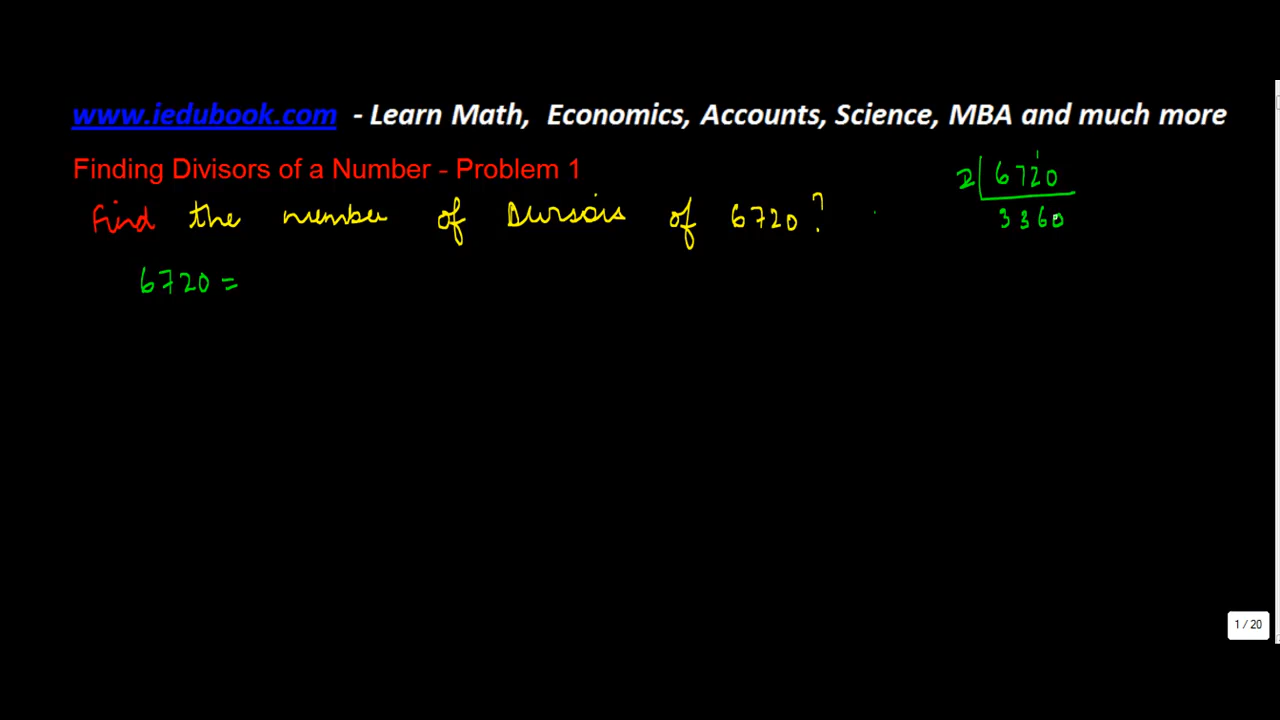 www.iedubook.com - Learn Math, Economics, Accounts, Science, MBA and much more
Finding Divisors of a Number - Problem 1
2 6720
Find the number of Divisors of 6720?
3360
6720 =
1 / 20